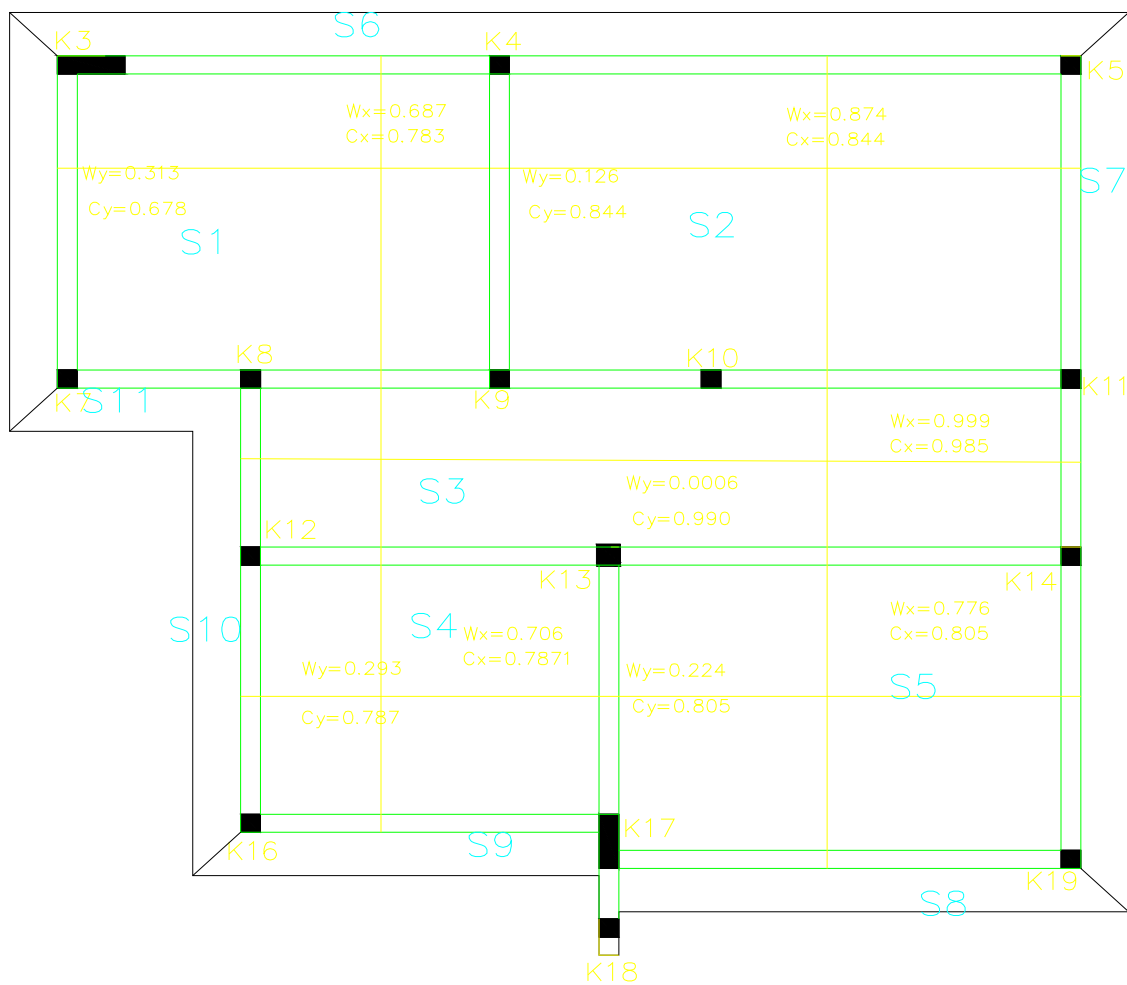 S6
K3
K4
K5
Wx=0.687
Cx=0.783
Wx=0.874
Cx=0.844
Wy=0.313
Cy=0.678
Wy=0.126
Cy=0.844
S7
S1
S2
K8
K10
K7
S11
K9
K11
Wx=0.999
Cx=0.985
S3
Wy=0.0006
Cy=0.990
K12
K13
K14
S10
S4
Wx=0.706
Cx=0.7871
Wx=0.776
Cx=0.805
Wy=0.293
Cy=0.787
Wy=0.224
Cy=0.805
S5
K16
S9
K17
K19
S8
K18